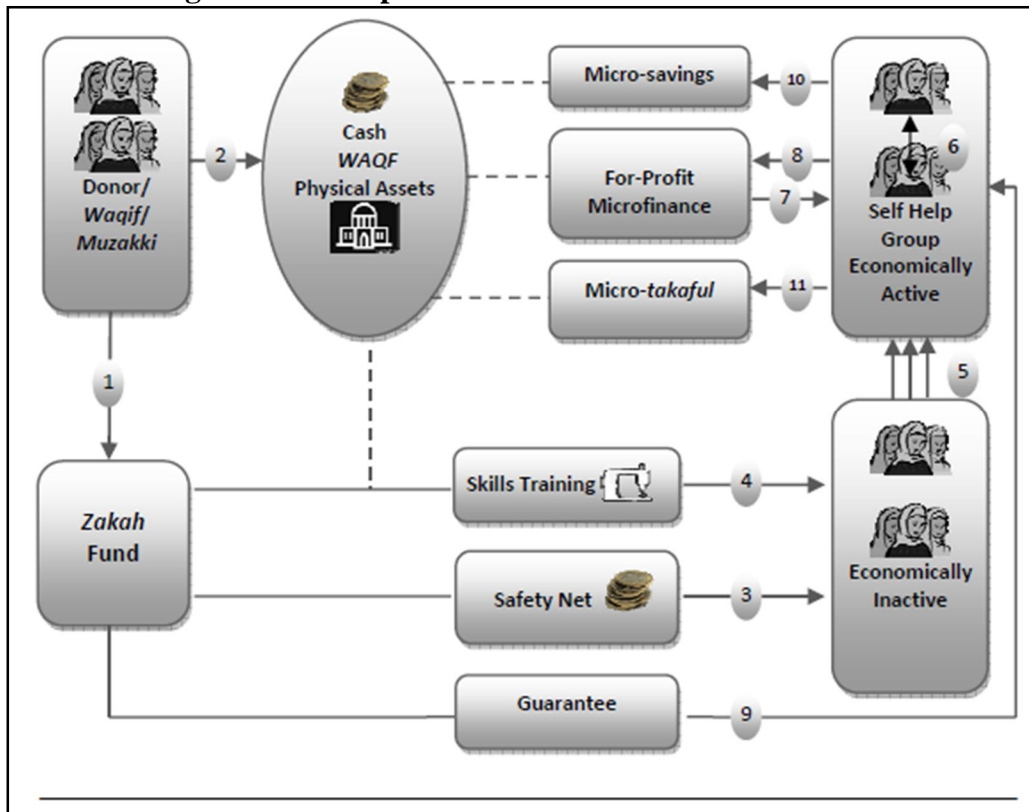 2
Donor/
Waqif/
Muzakki
Cash
WAQF
Physical Assets
Micro-savings
10
For-Profit
Microfinance
8
7
Micro-takaful
11
6
Self Help
Group
Economically
Active
1
5
Zakah
Fund
Skills Training
4
Safety Net
3
Economically
Inactive
Guarantee
9